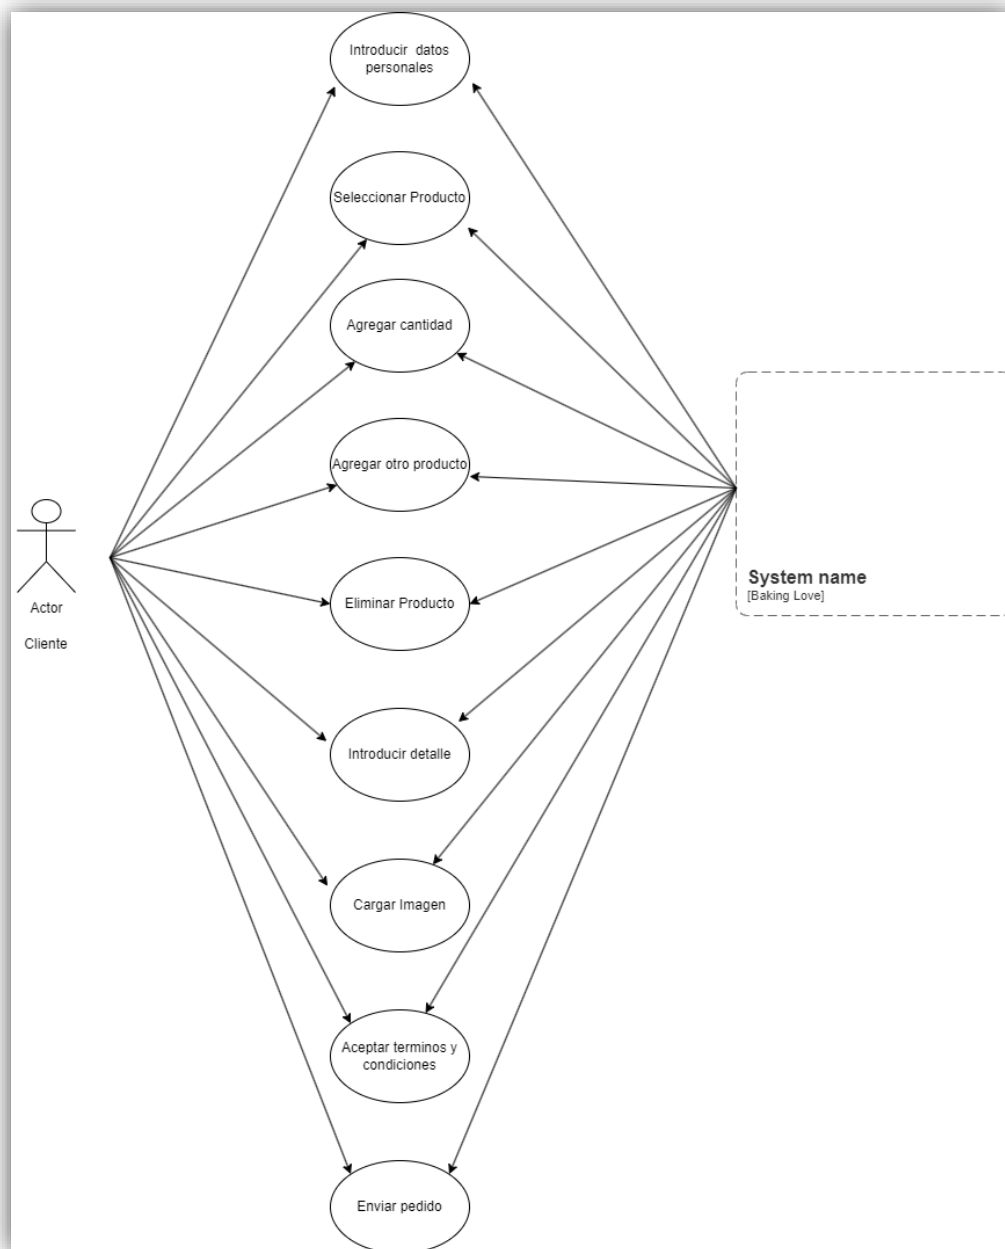 Introducir datos
personales
Seleccionar Producto
Agregar cantidad
Agregar otro producto
Actor
Cliente
Eliminar Producto
System name
[Baking Love]
Introducir detalle
Cargar Imagen
Aceptar terminos y
condiciones
Enviar pedido